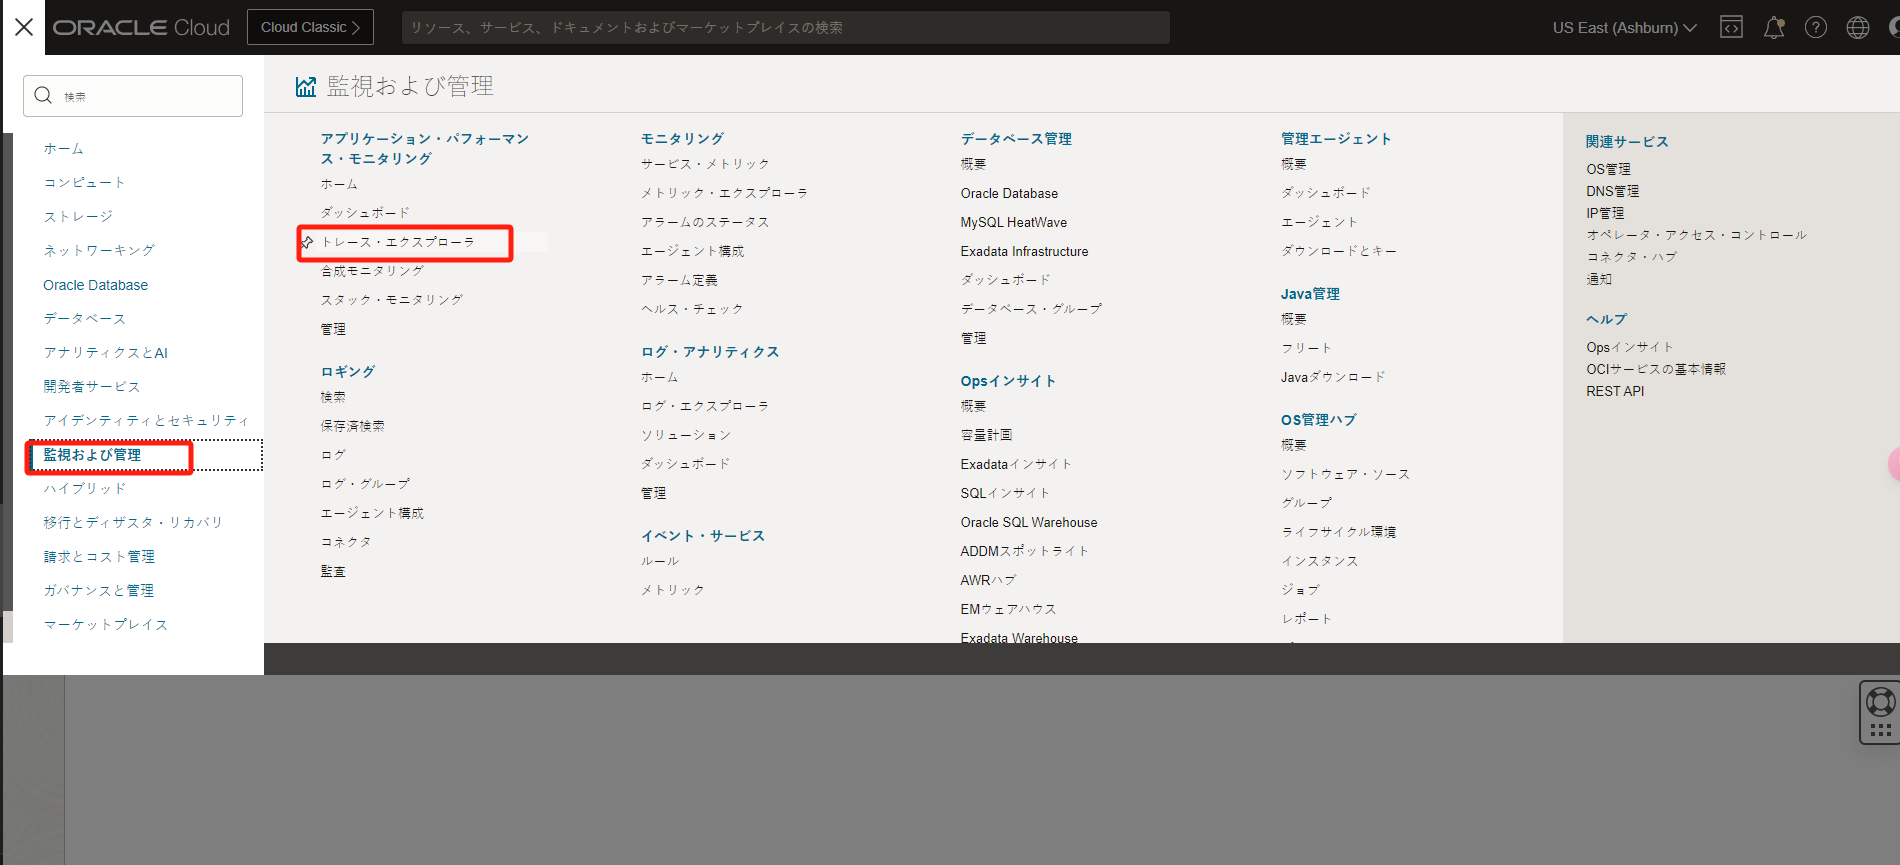 ORACLE Cloud
Cloud Classic
リソース、サービス、ドキュメントおよびマーケットプレイスの検索
US East (Ashburn)
検索
ホーム
コンピュート
ストレージ
ネットワーキング
Oracle Database
データベース
アナリティクスとAI
開発者サービス
アイデンティティとセキュリティ
監視および管理
ハイブリッド
移行とディザスタ・リカバリ
請求とコスト管理
ガバナンスと管理
マーケットプレイス
監視および管理
アプリケーション・パフォーマン
ス・モニタリング
ホーム
ダッシュボード
トレース・エクスプローラ
合成モニタリング
スタック・モニタリング
管理
ロギング
検索
保存済検索
ログ
ログ・グループ
エージェント構成
コネクタ
監査
モニタリング
サービス・メトリック
メトリック・エクスプローラ
アラームのステータス
エージェント構成
アラーム定義
ヘルス・チェック
ログ・アナリティクス
ホーム
ログ・エクスプローラ
ソリューション
ダッシュボード
管理
イベント・サービス
ルール
メトリック
データベース管理
概要
Oracle Database
MySQL HeatWave
Exadata Infrastructure
ダッシュボード
データベース・グループ
管理
Opsインサイト
概要
容量計画
Exadataインサイト
SQLインサイト
Oracle SQL Warehouse
ADDMスポットライト
AWRハブ
EMウェアハウス
Exadata Warehouse
管理エージェント
概要
ダッシュボード
エージェント
ダウンロードとキー
Java管理
概要
フリート
Javaダウンロード
OS管理ハブ
概要
ソフトウェア・ソース
グループ
ライフサイクル環境
インスタンス
ジョブ
レポート
関連サービス
OS管理
DNS管理
IP管理
オペレータ・アクセス・コントロール
コネクタ・ハブ
通知
ヘルプ
Opsインサイト
OCIサービスの基本情報
REST API